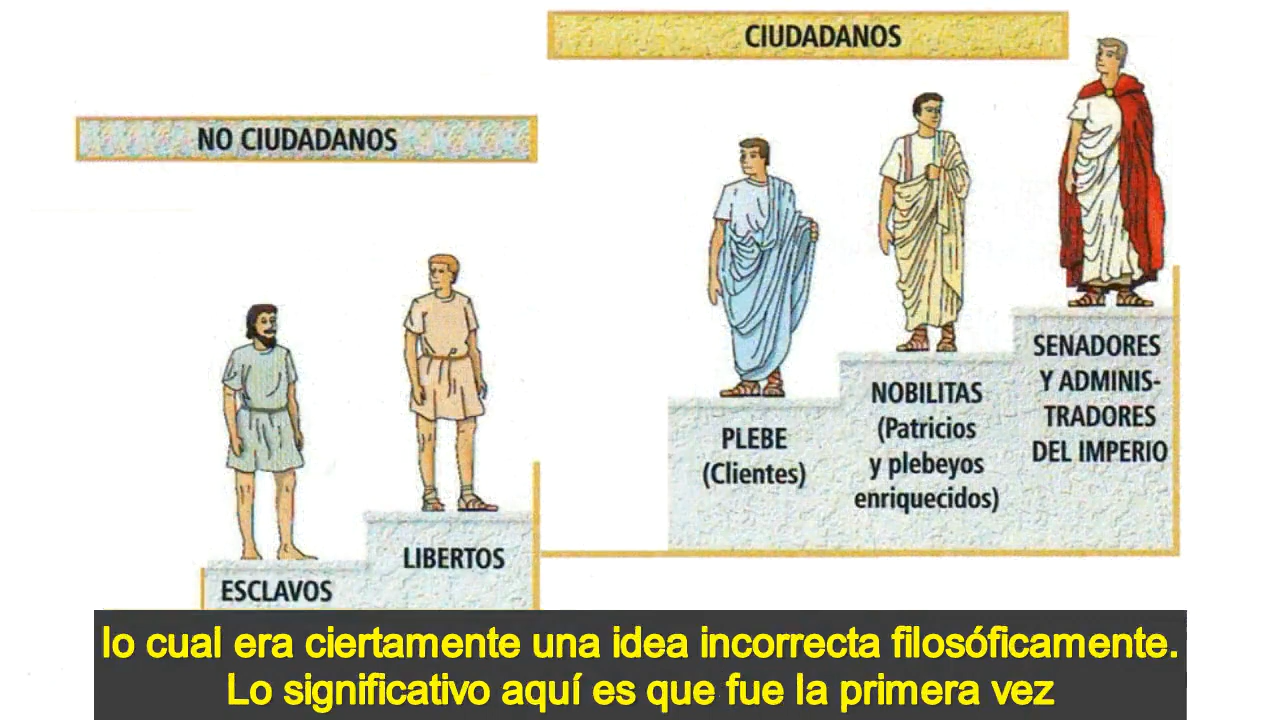 CIUDADANOS
NO CIUDADANOS
SENADORES
Y ADMINIS-
TRADORES
DEL IMPERIO
NOBILITAS
(Patricios
y plebeyos
enriquecidos)
PLEBE
(Clientes)
LIBERTOS
ESCLAVOS
lo cual era ciertamente una idea incorrecta filosóficamente.
Lo significativo aquí es que fue la primera vez